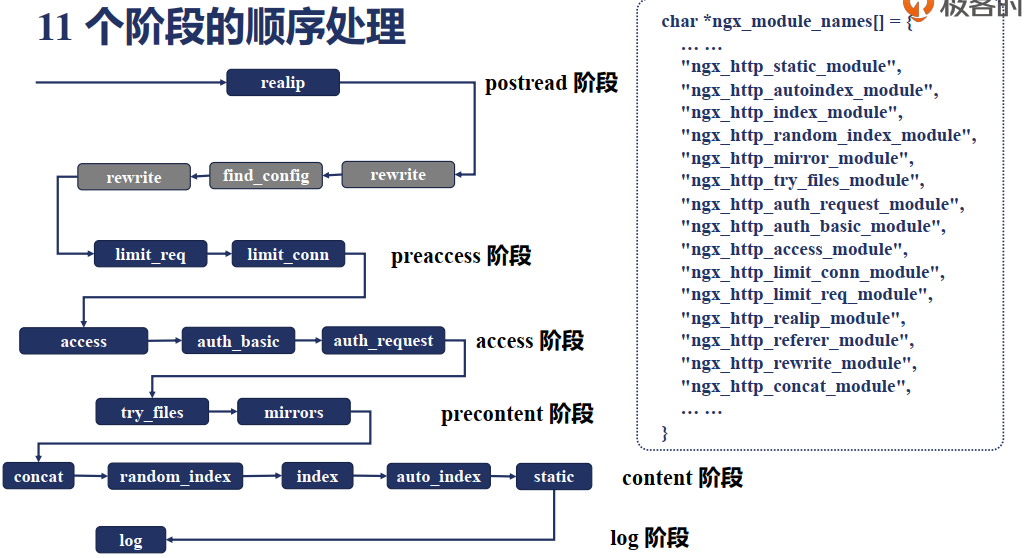 11 个阶段的顺序处理
realip
postread 阶段
rewrite
find_config
rewrite
limit_req
limit_conn
preaccess 阶段
access
auth_basic
auth_request
access 阶段
try_files
mirrors
precontent 阶段
concat
random_index
index
auto_index
static
content 阶段
log
log 阶段
极客时
char *ngx_module_names[] = {
… …
"ngx_http_static_module",
"ngx_http_autoindex_module",
"ngx_http_index_module",
"ngx_http_random_index_module",
"ngx_http_mirror_module",
"ngx_http_try_files_module",
"ngx_http_auth_request_module",
"ngx_http_auth_basic_module",
"ngx_http_access_module",
"ngx_http_limit_conn_module",
"ngx_http_limit_req_module",
"ngx_http_realip_module",
"ngx_http_referer_module",
"ngx_http_rewrite_module",
"ngx_http_concat_module",
… …
}